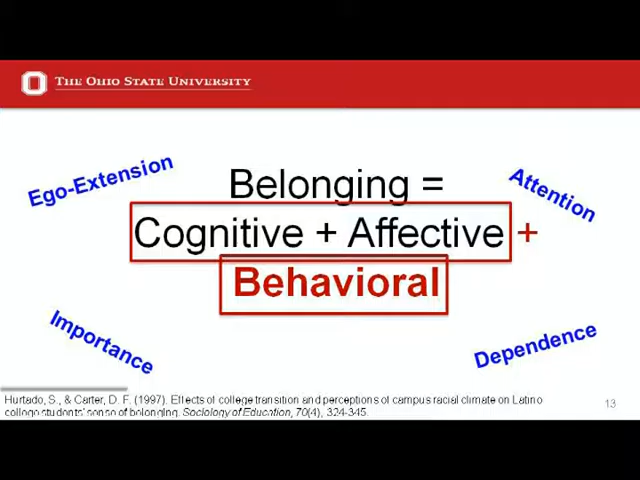 THE OHIO STATE UNIVERSITY
Ego-Extension
Belonging =
Attention
Cognitive + Affective +
Behavioral
Importance
Dependence
Hurtado, S., & Carter, D. F. (1997). Effects of college transition and perceptions of campus racial climate on Latino
college students' sense of belonging. Sociology of Education, 70(4), 324-345.
13